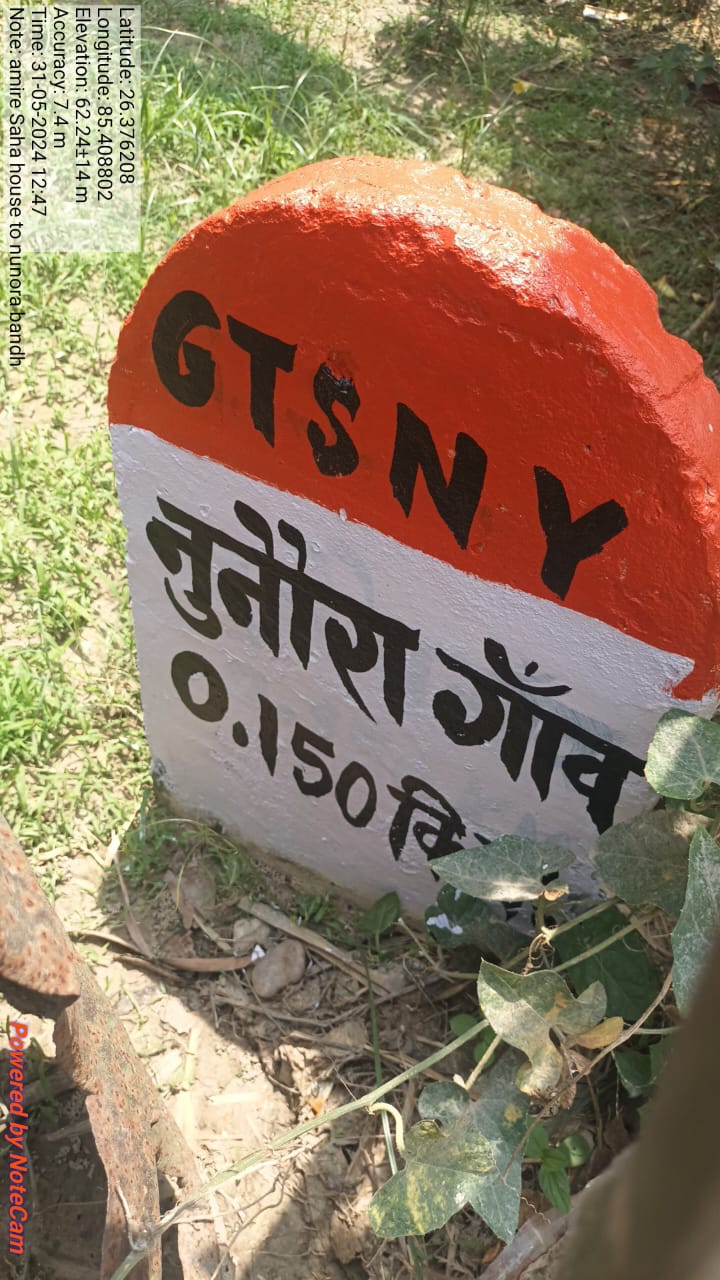 Latitude: 26.376208
Longitude: 85.408802
Elevation: 62.24±14 m
Accuracy: 7.4 m
Time: 31-05-2024 12:47
Note: amire Saha house to nunora bandh
GTSNY
नुनौरा गाँव
0.150 कि
Powered by NoteCam